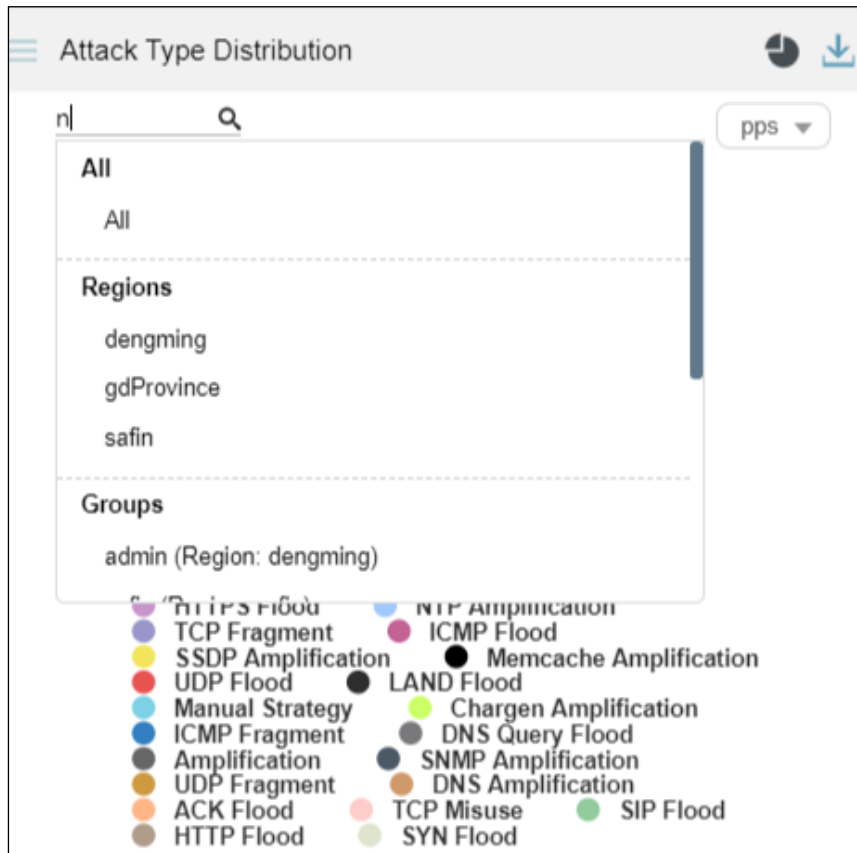 Attack Type Distribution
n
pps
All
All
Regions
dengming
gdProvince
safin
Groups
admin (Region: dengming)
HTTPS Flood NTP Amplification
TCP Fragment ICMP Flood
SSDP Amplification Memcache Amplification
UDP Flood LAND Flood
Manual Strategy Chargen Amplification
ICMP Fragment DNS Query Flood
Amplification SNMP Amplification
UDP Fragment DNS Amplification
ACK Flood TCP Misuse SIP Flood
HTTP Flood SYN Flood